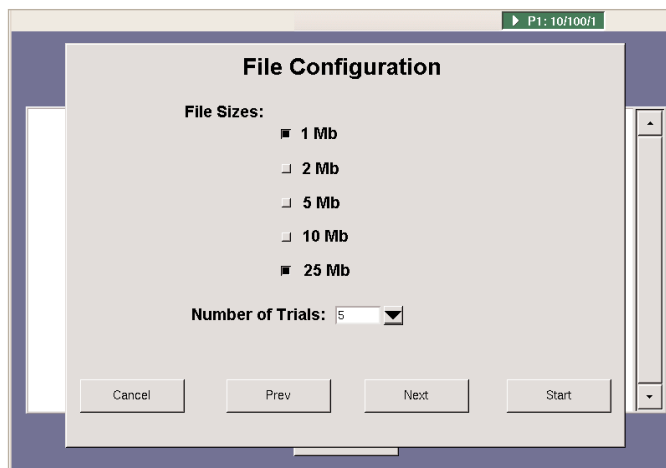 P1: 10/100/1
File Configuration
File Sizes:
1 Mb
2 Mb
5 Mb
10 Mb
25 Mb
Number of Trials: 5
Cancel Prev Next Start